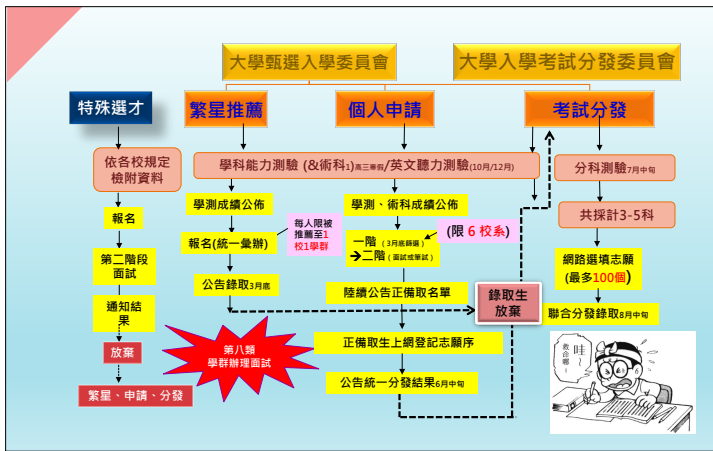 大學甄選入學委員會
大學入學考試分發委員會
特殊選才
繁星推薦
個人申請
考試分發
依各校規定
檢附資料
報名
第二階段
面試
通知結
果
放棄
繁星、申請、分發
學科能力測驗 (&術科1)高三寒假/英文聽力測驗(10月/12月)
學測成績公佈
報名(統一彙辦)
每人限被
推薦至1
校1學群
公告錄取3月底
第八類
學群辦理面試
學測、術科成績公佈
一階 (3月底篩選)
➔二階 (面試或筆試)
(限 6 校系)
陸續公告正備取名單
正備取生上網登記志願序
公告統一分發結果6月中旬
錄取生
放棄
分科測驗7月中旬
共採計3-5科
網路選填志願
(最多100個)
聯合分發錄取8月中旬
哇~
救命哪~